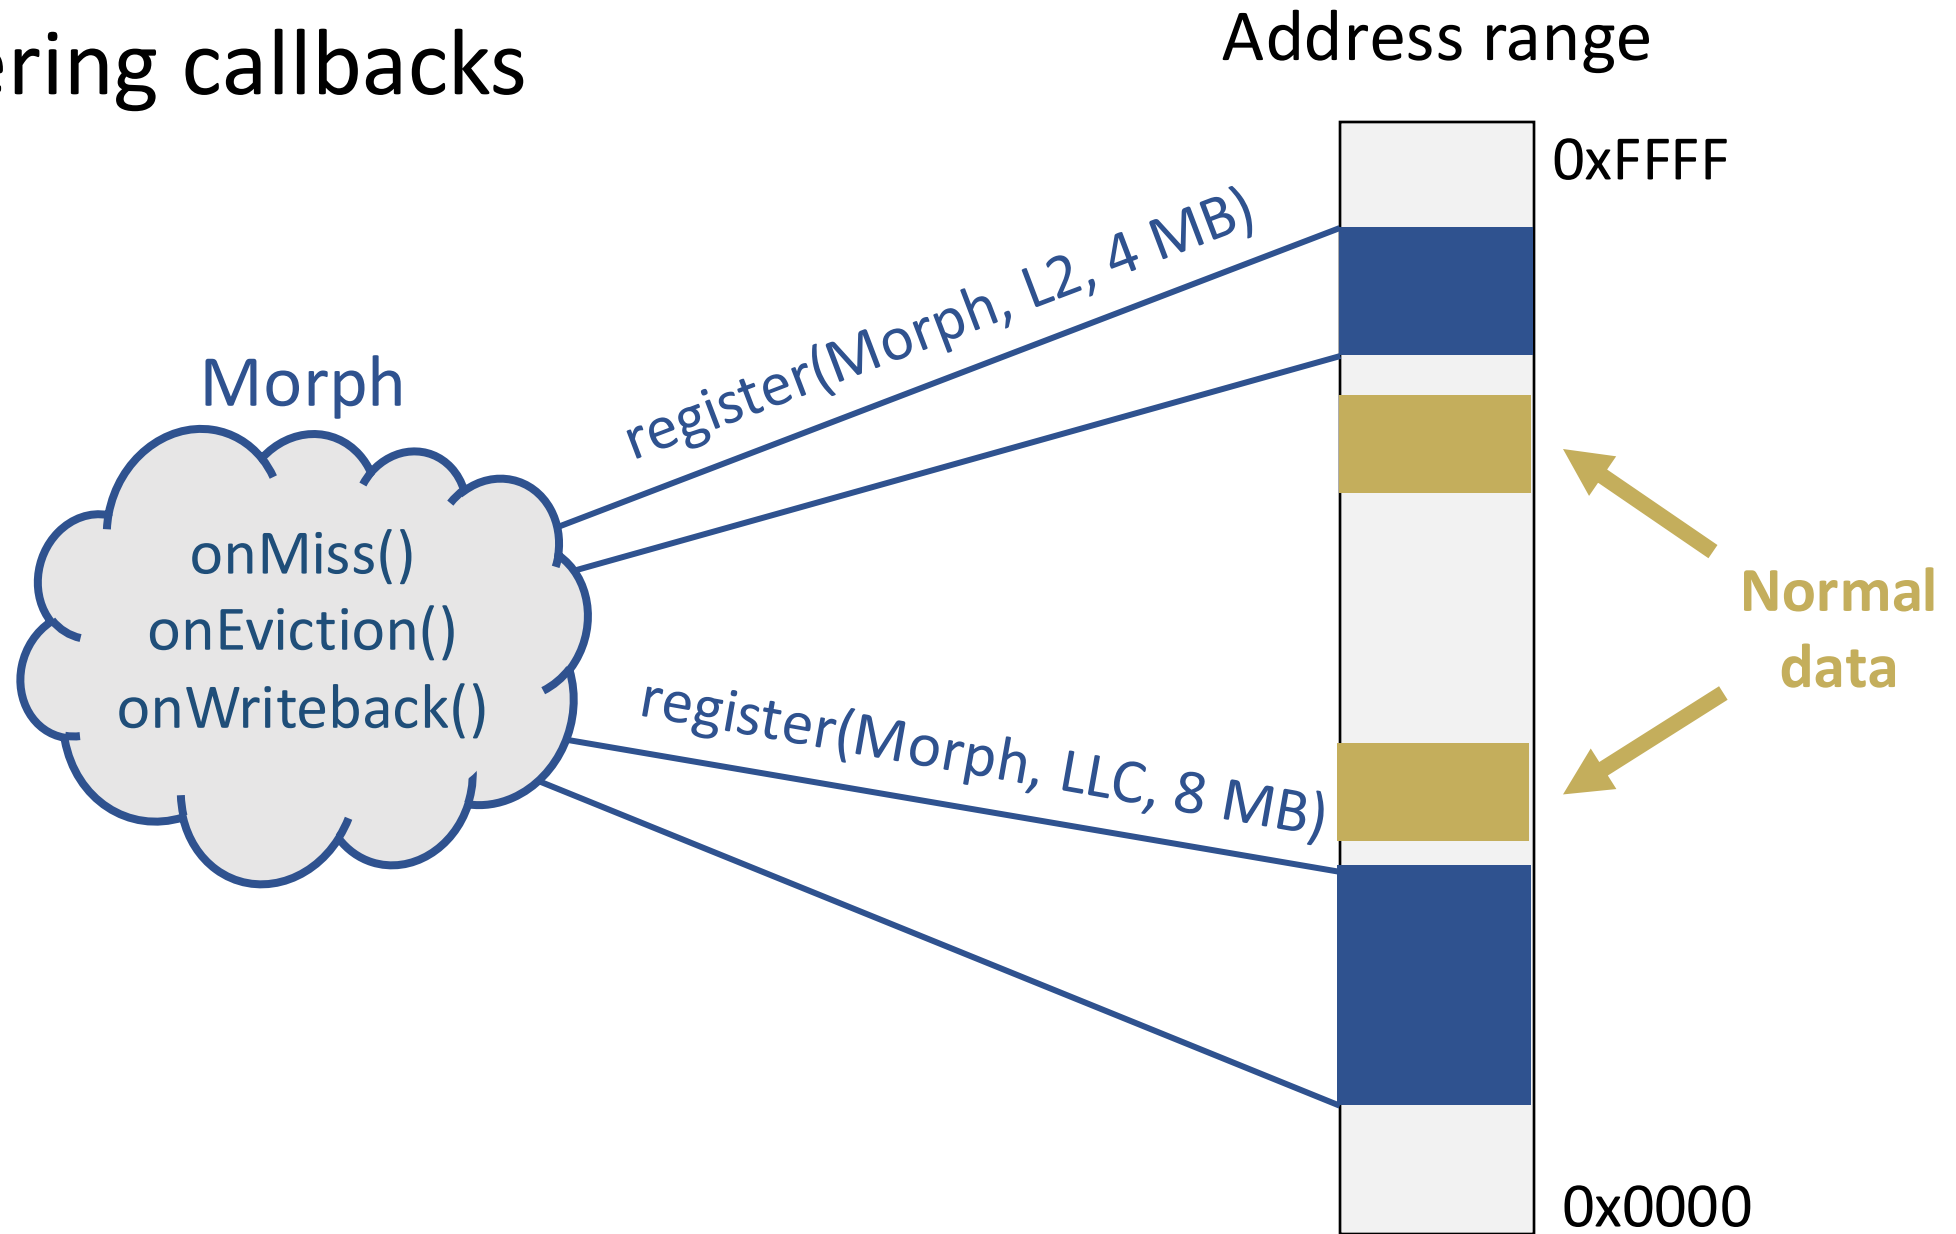 ering callbacks
Address range
0xFFFF
register(Morph, L2, 4 MB)
Morph
onMiss()
onEviction()
onWriteback()
register(Morph, LLC, 8 MB)
Normal
data
0x0000